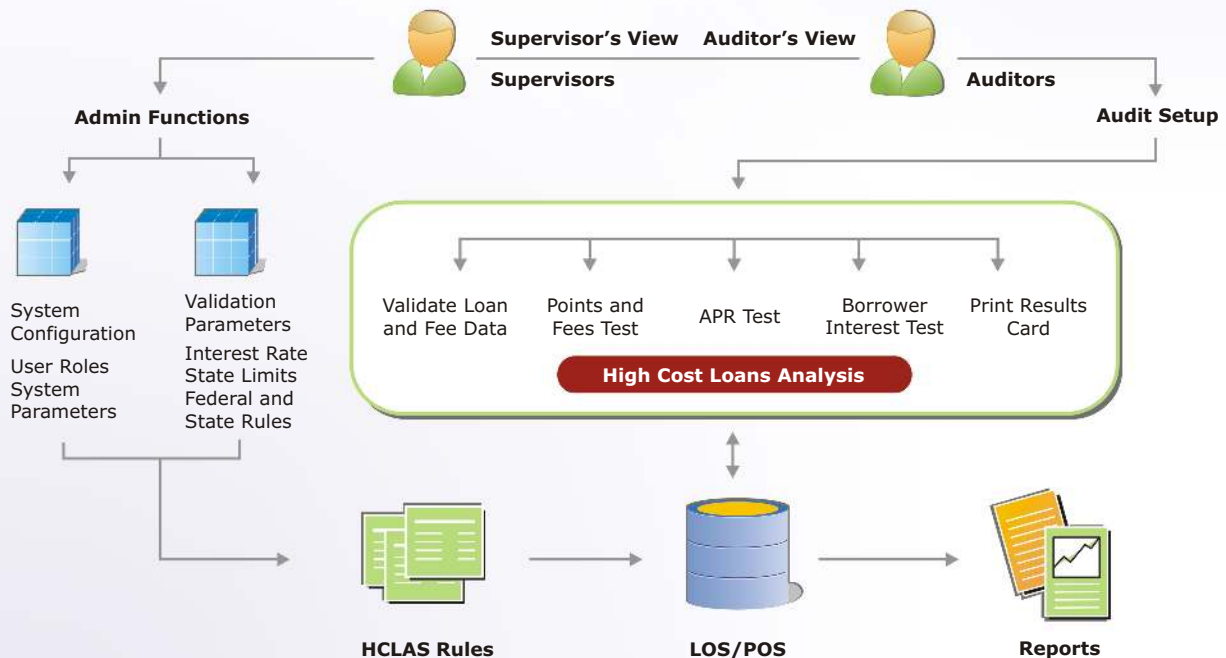 Supervisor's View Auditor's View
Supervisors
Auditors
Admin Functions
Audit Setup
System
Configuration
User Roles
System
Parameters
Validation
Parameters
Interest Rate
State Limits
Federal and
State Rules
Validate Loan
and Fee Data
Points and
Fees Test
APR Test
Borrower
Interest Test
Print Results
Card
High Cost Loans Analysis
HCLAS Rules
LOS/POS
Reports